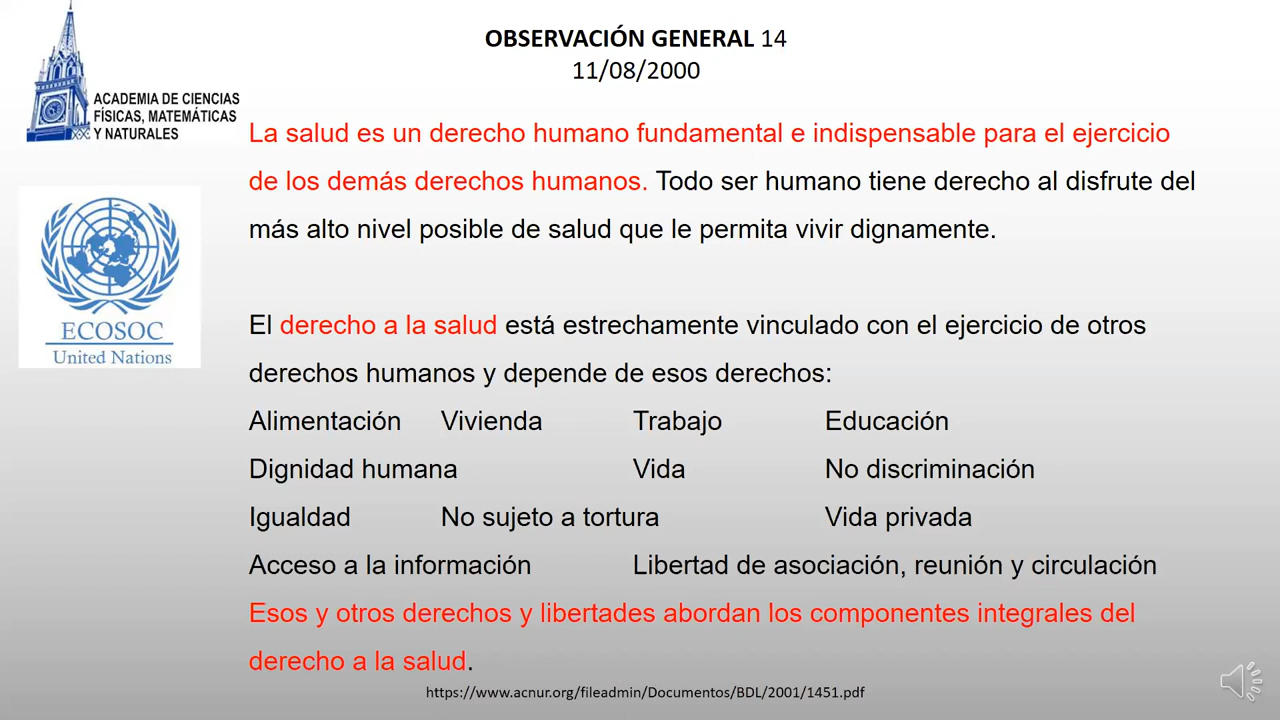 OBSERVACIÓN GENERAL 14
11/08/2000
ACADEMIA DE CIENCIAS
FÍSICAS, MATEMÁTICAS
Y NATURALES
La salud es un derecho humano fundamental e indispensable para el ejercicio
de los demás derechos humanos. Todo ser humano tiene derecho al disfrute del
más alto nivel posible de salud que le permita vivir dignamente.
ECOSOC
United Nations
El derecho a la salud está estrechamente vinculado con el ejercicio de otros
derechos humanos y depende de esos derechos:
Alimentación Vivienda Trabajo Educación
Dignidad humana Vida No discriminación
Igualdad No sujeto a tortura Vida privada
Acceso a la información Libertad de asociación, reunión y circulación
Esos y otros derechos y libertades abordan los componentes integrales del
derecho a la salud.
https://www.acnur.org/fileadmin/Documentos/BDL/2001/1451.pdf